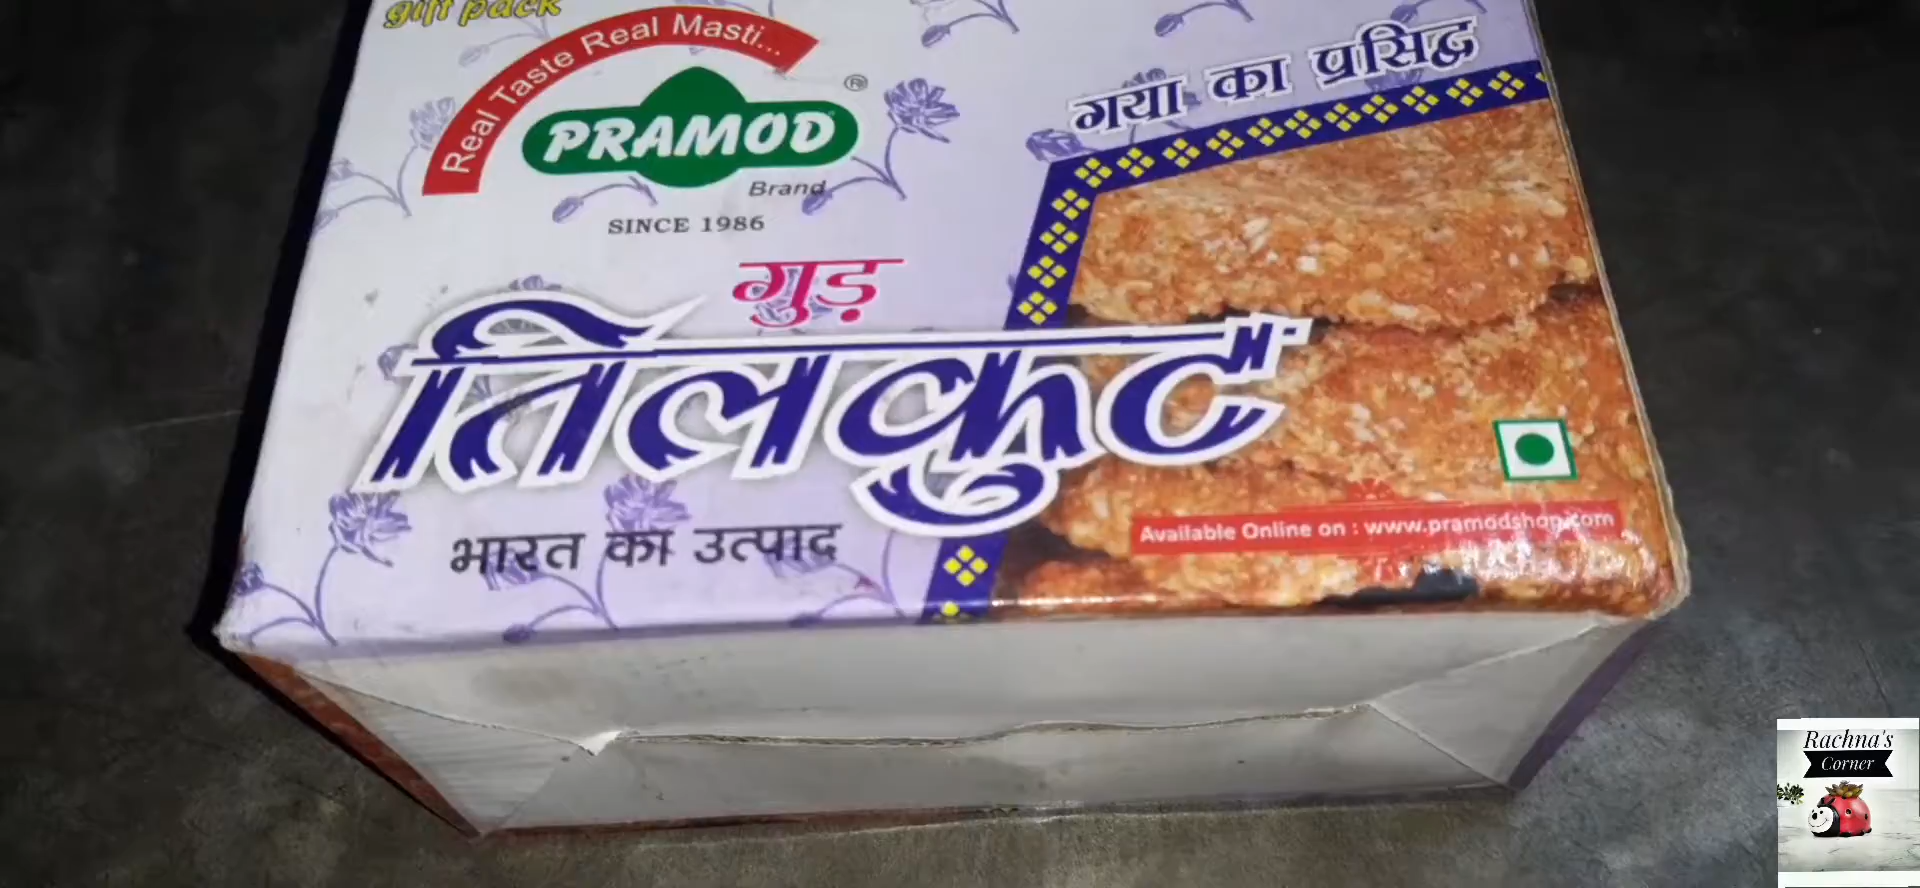 gift pack
Real Taste Real Masti...
PRAMOD
®
Brand
SINCE 1986
गया का प्रसिद्ध
गुड़
तिलकुट
भारत का उत्पाद
Available Online on : www.pramodshop.com
Rachna's
Corner